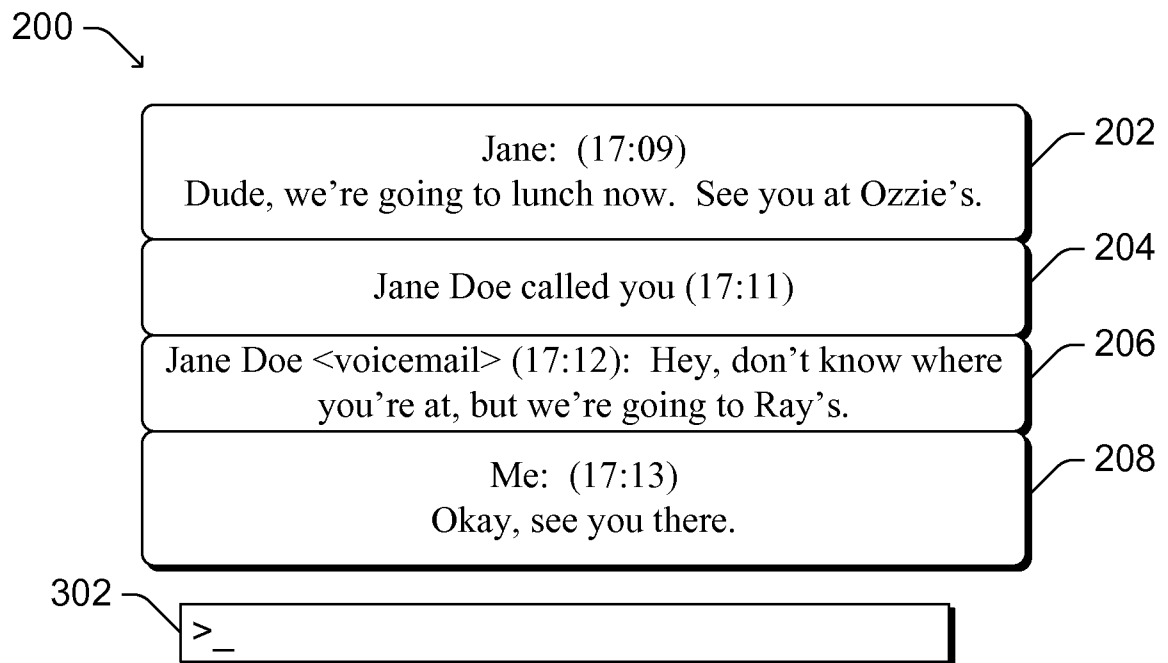 200
202
Jane:  (17:09)
Dude, we’re going to lunch now.  See you at Ozzie’s.
204
Jane Doe called you (17:11)
206
Jane Doe <voicemail> (17:12):  Hey, don’t know where
you’re at, but we’re going to Ray’s.
208
Me:  (17:13)
Okay, see you there.
302
>_